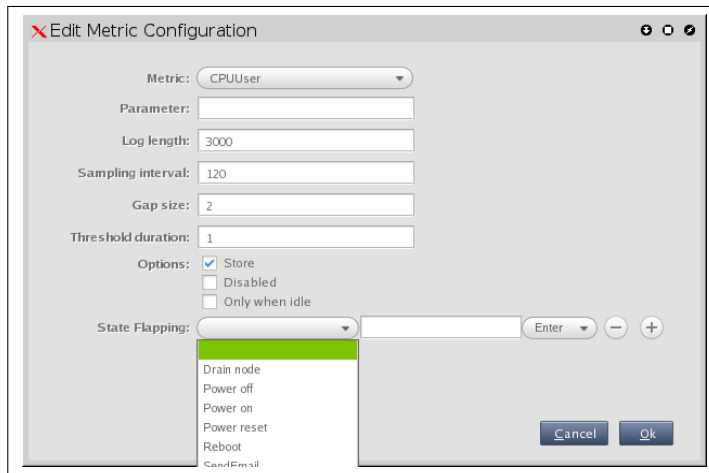 Edit Metric Configuration
Metric: CPUUser
Parameter:
Log length: 3000
Sampling interval: 120
Gap size: 2
Threshold duration: 1
Options: Store
Disabled
Only when idle
State Flapping: Enter
Drain node
Power off
Power on
Power reset
Reboot
SendEmail
Cancel Ok